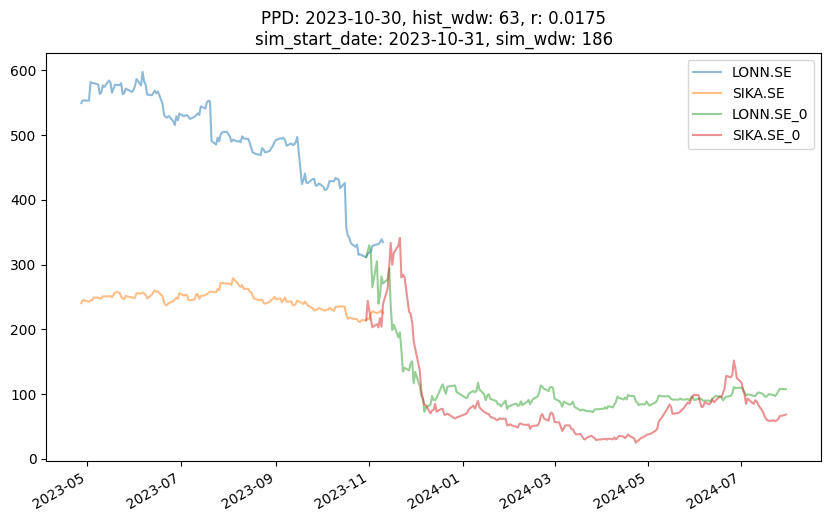 PPD: 2023-10-30, hist_wdw: 63, r: 0.0175
sim_start_date: 2023-10-31, sim_wdw: 186
LONN.SE
SIKA.SE
LONN.SE_0
SIKA.SE_0
600
500
400
300
200
100
0
2023-05
2023-07
2023-09
2023-11
2024-01
2024-03
2024-05
2024-07